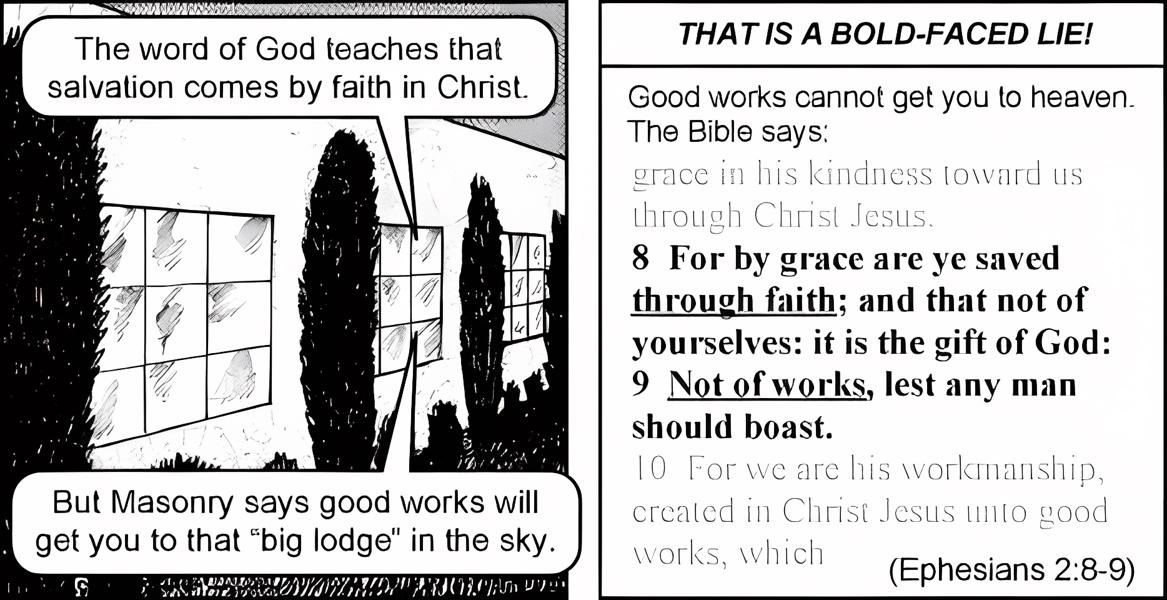 The word of God teaches that
salvation comes by faith in Christ.
But Masonry says good works will
get you to that "big lodge" in the sky.
THAT IS A BOLD-FACED LIE!
Good works cannot get you to heaven.
The Bible says:
grace in his kindness toward us
through Christ Jesus.
8 For by grace are ye saved
through faith; and that not of
yourselves: it is the gift of God:
9 Not of works, lest any man
should boast.
10 For we are his workmanship,
created in Christ Jesus unto good
works, which
(Ephesians 2:8-9)